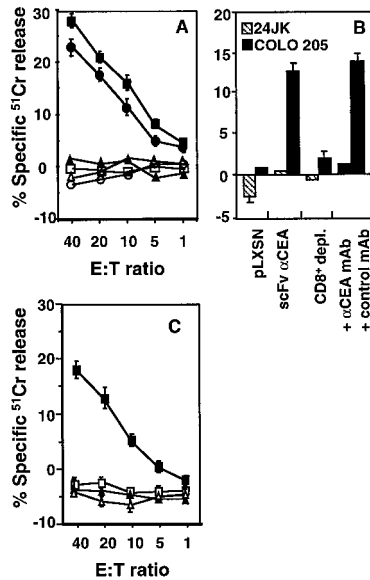 A
% Specific ⁵¹Cr release
30
20
10
0
-10
40 20 10 5 1
E:T ratio
B
24JK
COLO 205
20
15
10
5
0
-5
pLXSN
scFv αCEA
CD8⁺ depl.
+ αCEA mAb
+ control mAb
C
% Specific ⁵¹Cr release
30
20
10
0
-10
40 20 10 5 1
E:T ratio